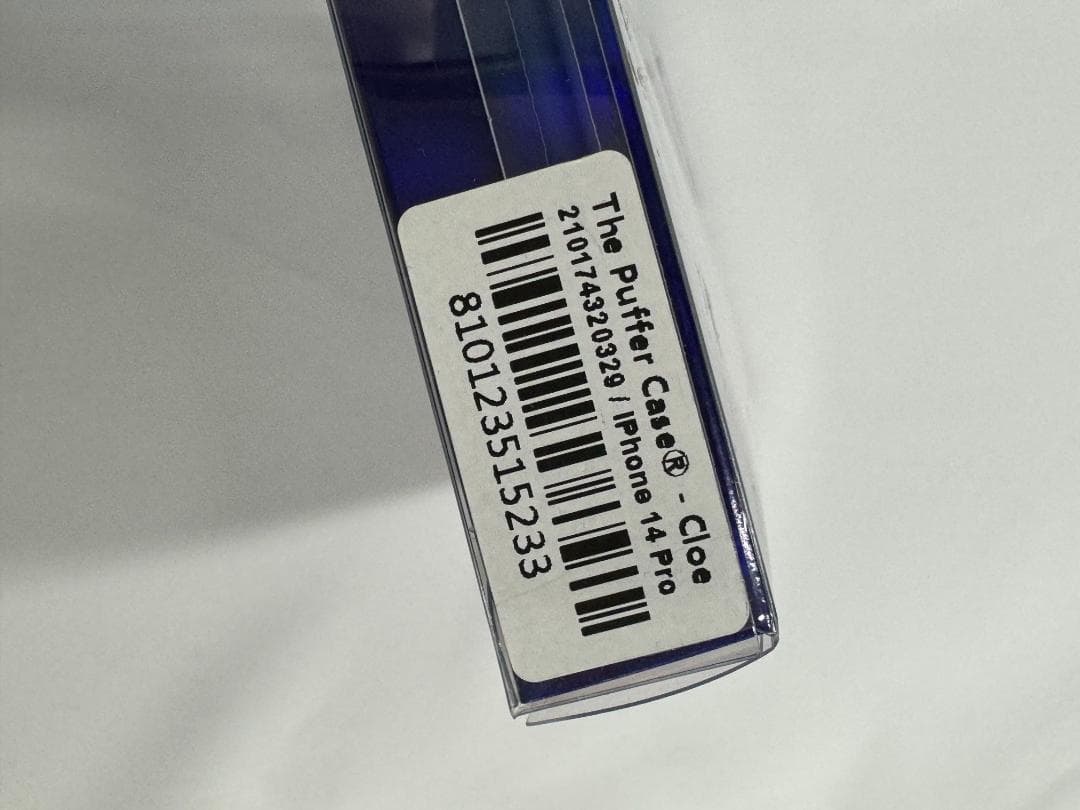 The Puffer Case® - Cloe
210174320329 / IPhone 14 Pro
810123515233